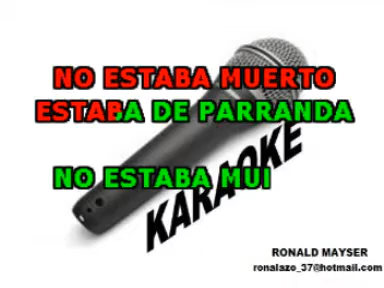 NO ESTABA MUERTO
ESTABA DE PARRANDA
NO ESTABA MUI
KARAOKE
RONALD MAYSER
ronalazo_37@hotmail.com